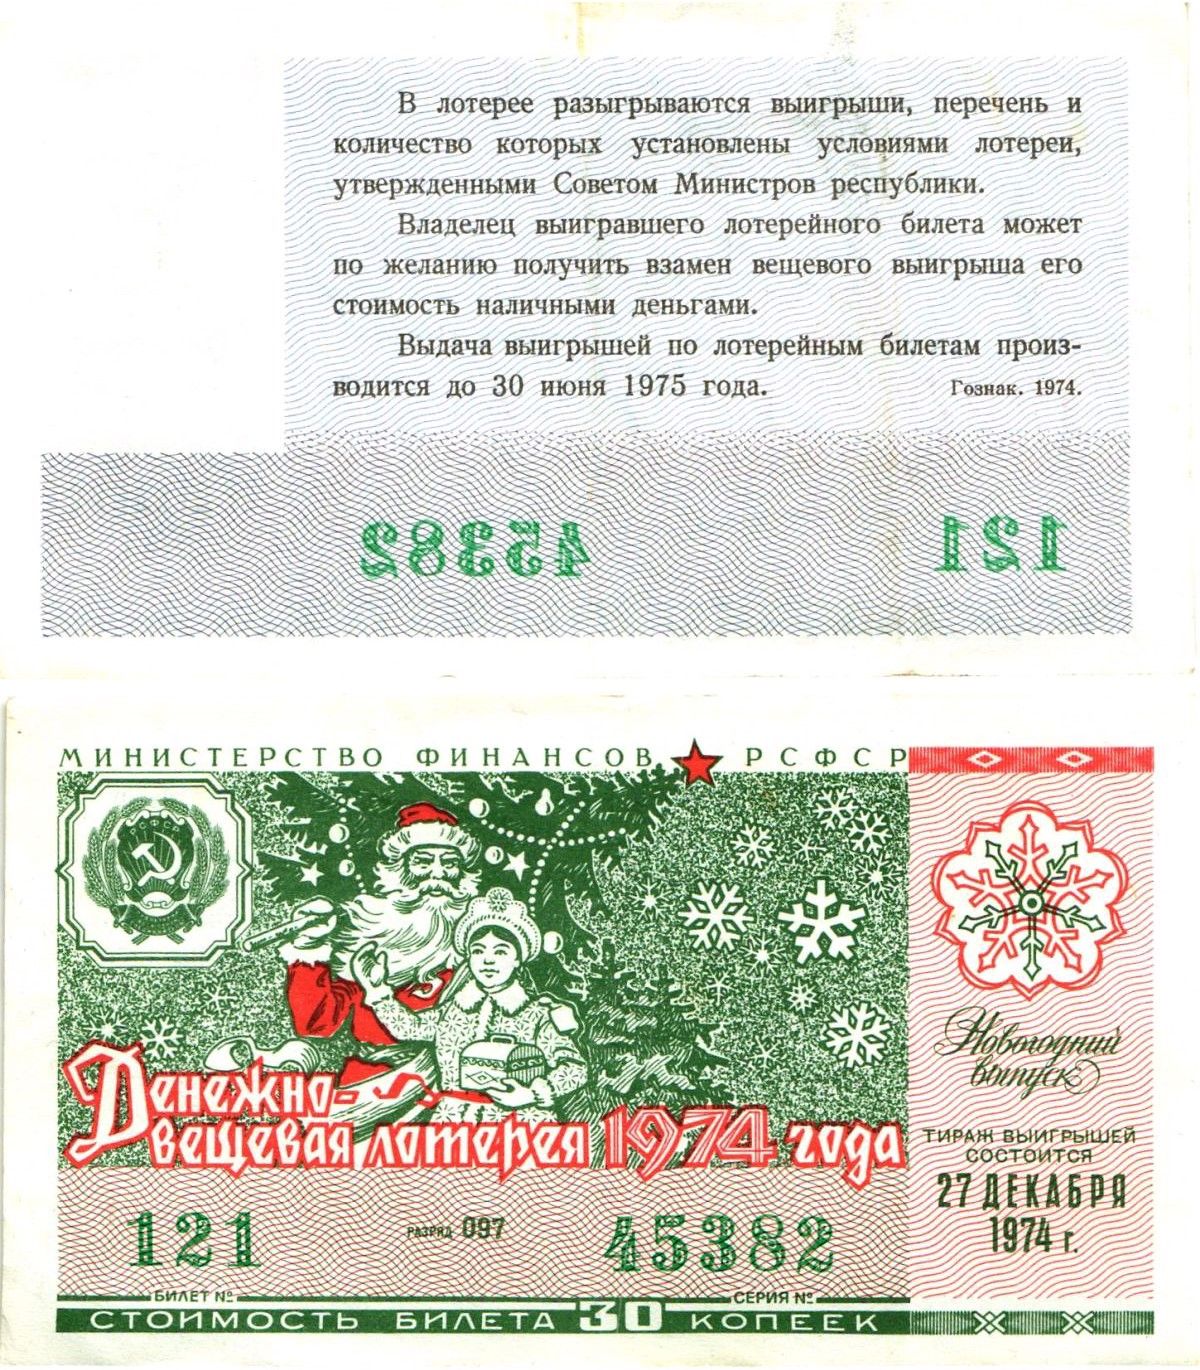 В лотерее разыгрываются выигрыши, перечень и
количество которых установлены условиями лотереи,
утвержденными Советом Министров республики.
Владелец выигравшего лотерейного билета может
по желанию получить взамен вещевого выигрыша его
стоимость наличными деньгами.
Выдача выигрышей по лотерейным билетам произ-
водится до 30 июня 1975 года.
Гознак. 1974.
45382
121
МИНИСТЕРСТВО ФИНАНСОВ РСФСР
Новогодний
выпуск
Денежно-
вещевая лотерея 1974 года
ТИРАЖ ВЫИГРЫШЕЙ
СОСТОИТСЯ
27 ДЕКАБРЯ
1974 г.
121
РАЗРЯД 097
45382
БИЛЕТ №
СЕРИЯ №
СТОИМОСТЬ БИЛЕТА 30 КОПЕЕК